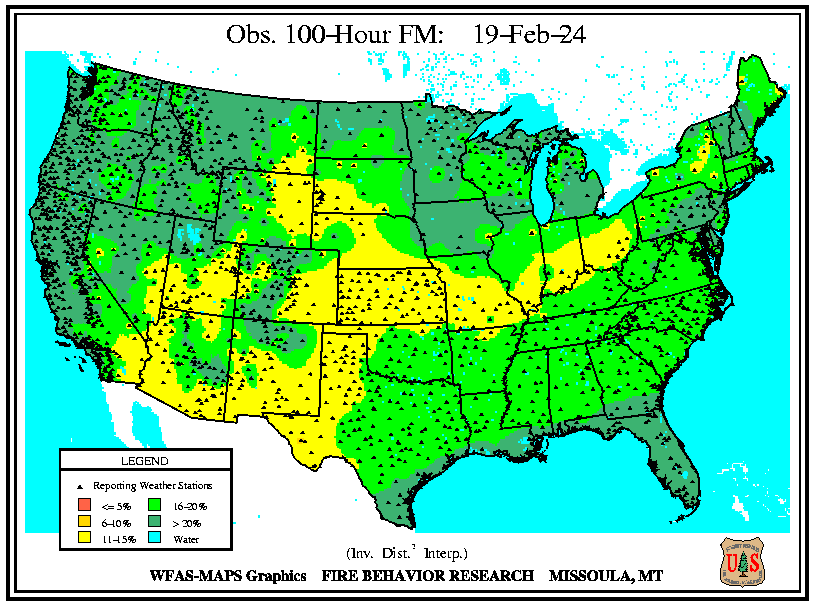 Obs. 100-Hour FM: 19-Feb-24
LEGEND
Reporting Weather Stations
<= 5%
16-20%
6-10%
> 20%
11-15%
Water
(Inv. Dist.² Interp.)
WFAS-MAPS Graphics FIRE BEHAVIOR RESEARCH MISSOULA, MT
U S